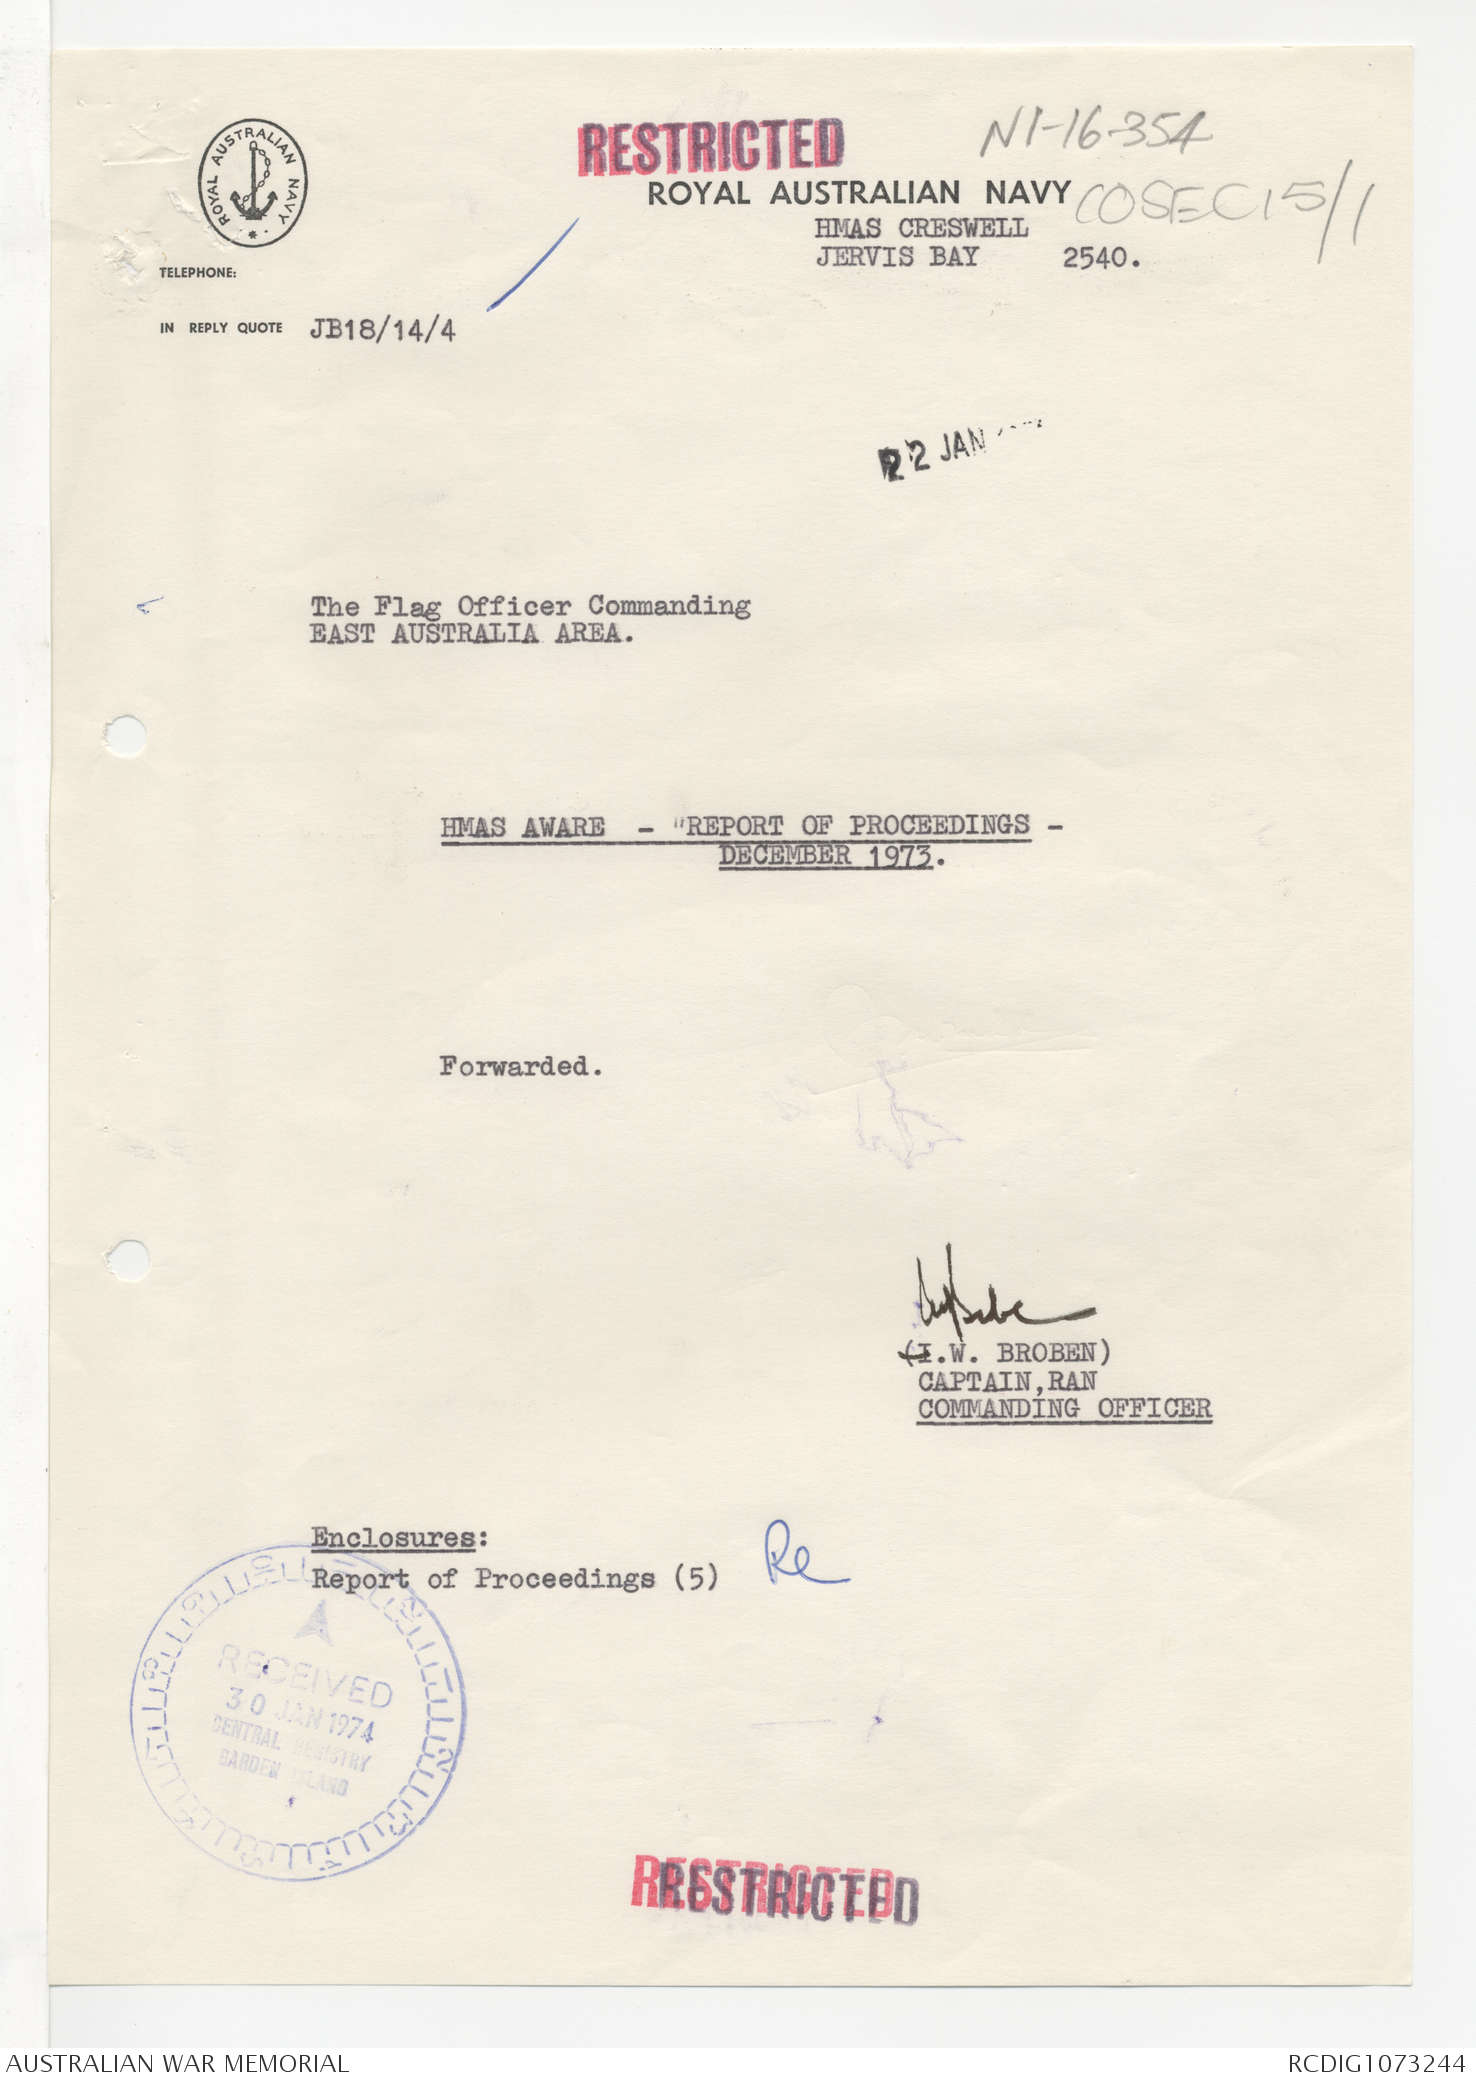 RESTRICTED
N1-16-354
ROYAL AUSTRALIAN NAVY
COSEC 15/1
ROYAL AUSTRALIAN NAVY
HMAS CRESWELL
JERVIS BAY 2540.
TELEPHONE:
IN REPLY QUOTE JB18/14/4
22 JAN
The Flag Officer Commanding
EAST AUSTRALIA AREA.
HMAS AWARE - "REPORT OF PROCEEDINGS -
DECEMBER 1973.
Forwarded.
(I.W. BROBEN)
CAPTAIN,RAN
COMMANDING OFFICER
Enclosures:
Report of Proceedings (5)
RECEIVED
30 JAN 1974
CENTRAL REGISTRY
GARDEN ISLAND
RESTRICTED
AUSTRALIAN WAR MEMORIAL
RCDIG1073244